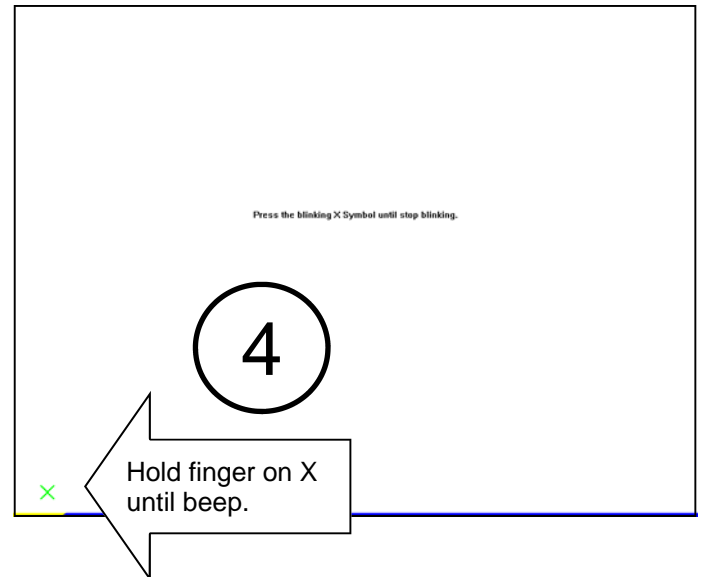 Press the blinking X Symbol until stop blinking.
4
Hold finger on X
until beep.